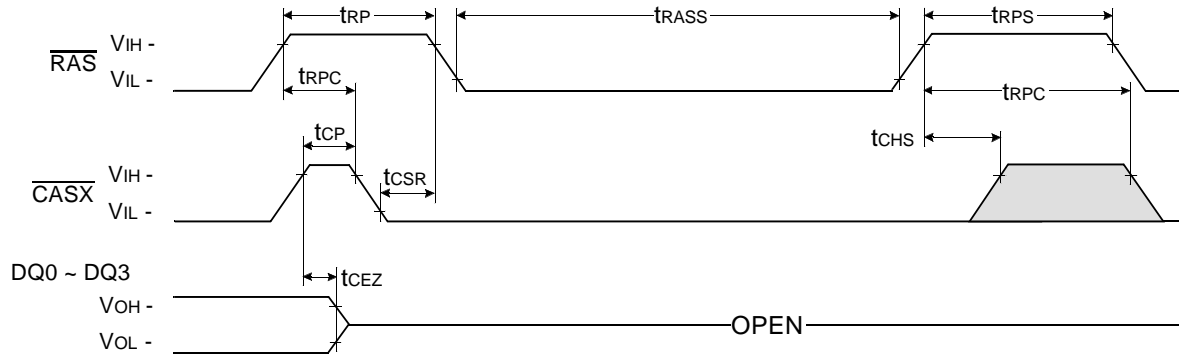 tRP
tRASS
tRPS
RAS
VIH -
VIL -
tRPC
tRPC
tCP
tCHS
CASX
VIH -
VIL -
tCSR
DQ0 ~ DQ3
tCEZ
VOH -
VOL -
OPEN